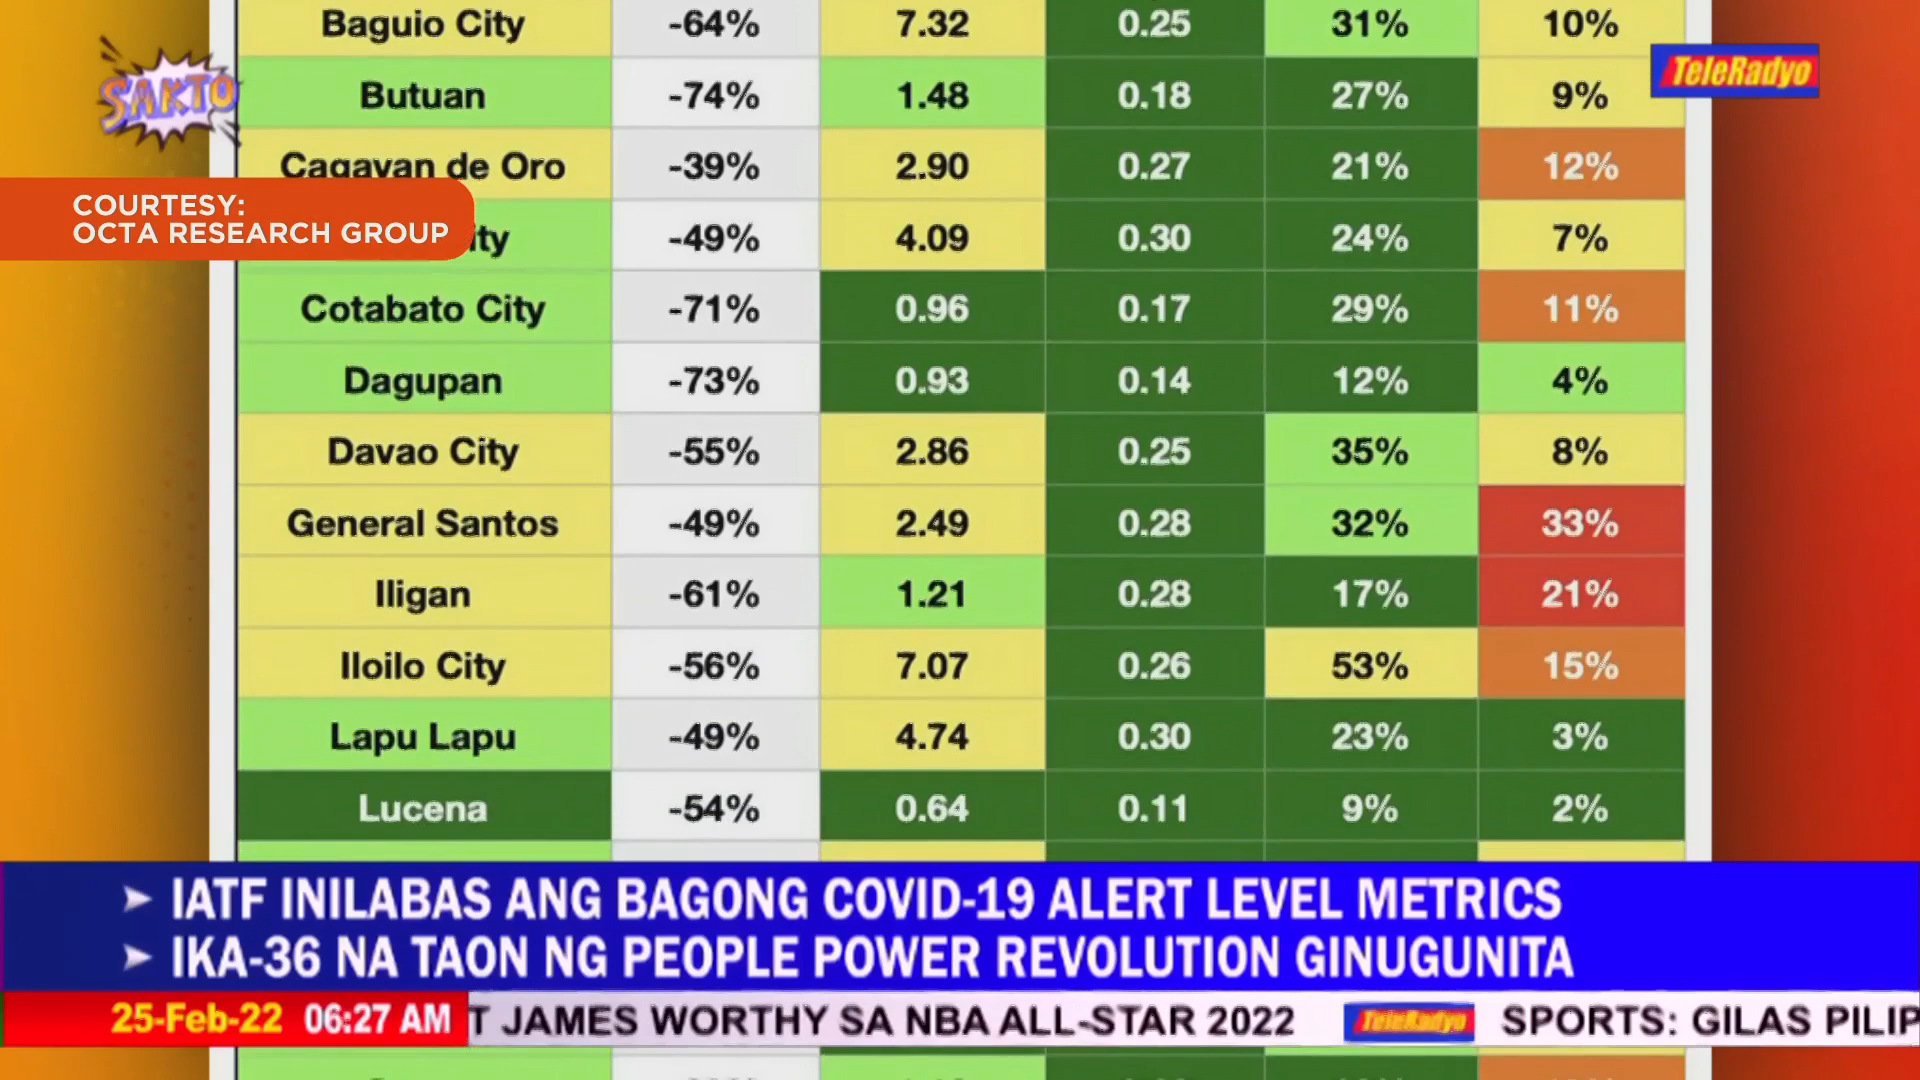 Baguio City -64% 7.32 0.25 31% 10%
SAKTO
TeleRadyo
Butuan -74% 1.48 0.18 27% 9%
Cagayan de Oro -39% 2.90 0.27 21% 12%
COURTESY:
OCTA RESEARCH GROUP
-49% 4.09 0.30 24% 7%
Cotabato City -71% 0.96 0.17 29% 11%
Dagupan -73% 0.93 0.14 12% 4%
Davao City -55% 2.86 0.25 35% 8%
General Santos -49% 2.49 0.28 32% 33%
Iligan -61% 1.21 0.28 17% 21%
Iloilo City -56% 7.07 0.26 53% 15%
Lapu Lapu -49% 4.74 0.30 23% 3%
Lucena -54% 0.64 0.11 9% 2%
IATF INILABAS ANG BAGONG COVID-19 ALERT LEVEL METRICS
IKA-36 NA TAON NG PEOPLE POWER REVOLUTION GINUGUNITA
25-Feb-22 06:27 AM T JAMES WORTHY SA NBA ALL-STAR 2022 TeleRadyo SPORTS: GILAS PILIP